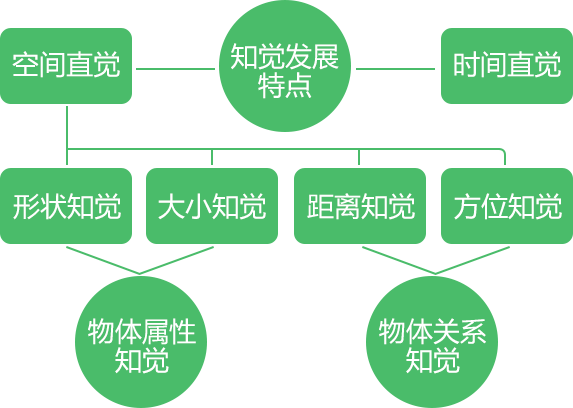 空间直觉
知觉发展
特点
时间直觉
形状知觉
大小知觉
距离知觉
方位知觉
物体属性
知觉
物体关系
知觉